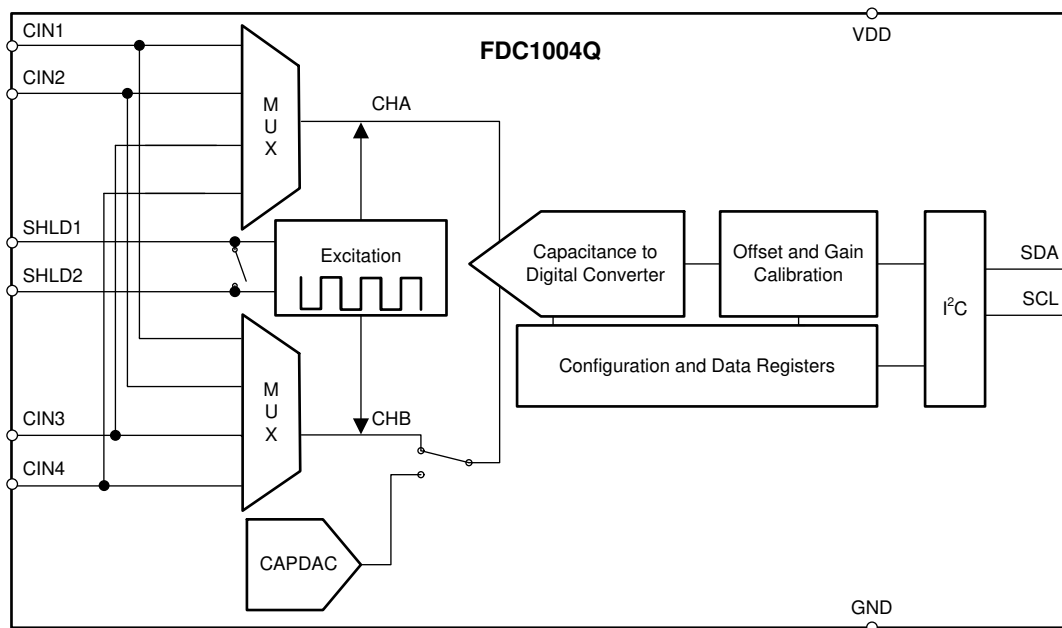 CIN1
CIN2
SHLD1
SHLD2
CIN3
CIN4
M
U
X
M
U
X
CHA
Excitation
CHB
CAPDAC
FDC1004Q
VDD
Capacitance to
Digital Converter
Offset and Gain
Calibration
Configuration and Data Registers
I²C
SDA
SCL
GND